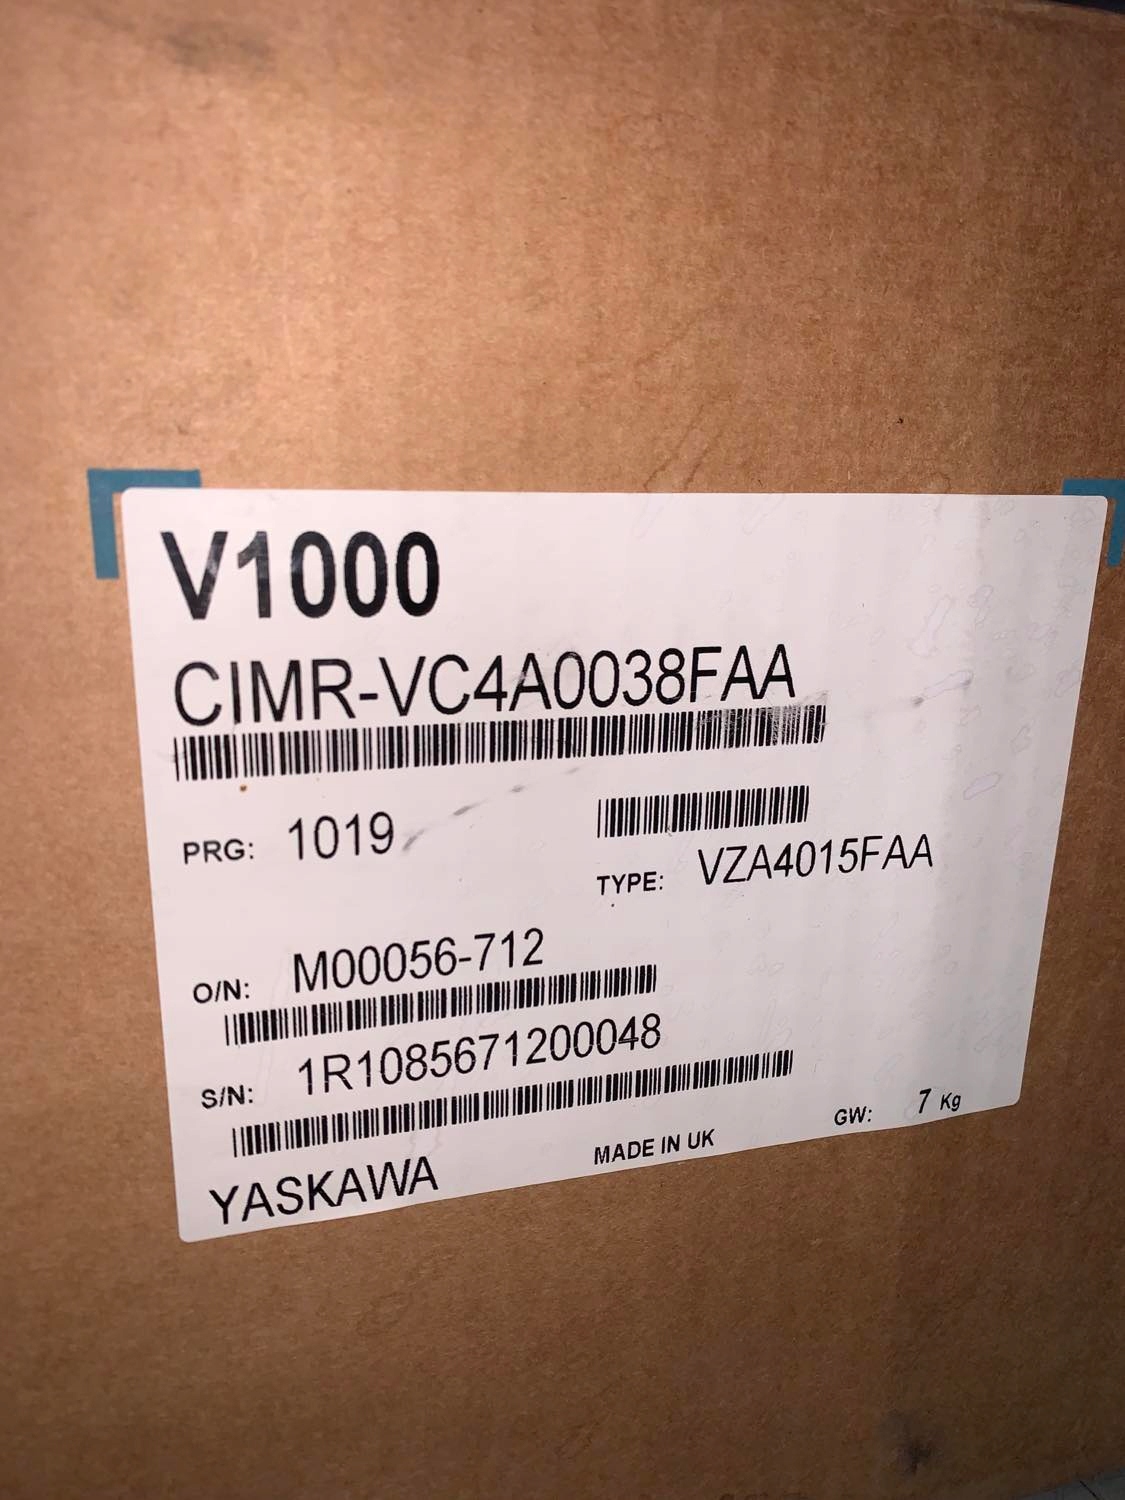 V1000
CIMR-VC4A0038FAA
PRG: 1019
TYPE: VZA4015FAA
O/N: M00056-712
S/N: 1R1085671200048
GW: 7 Kg
YASKAWA MADE IN UK